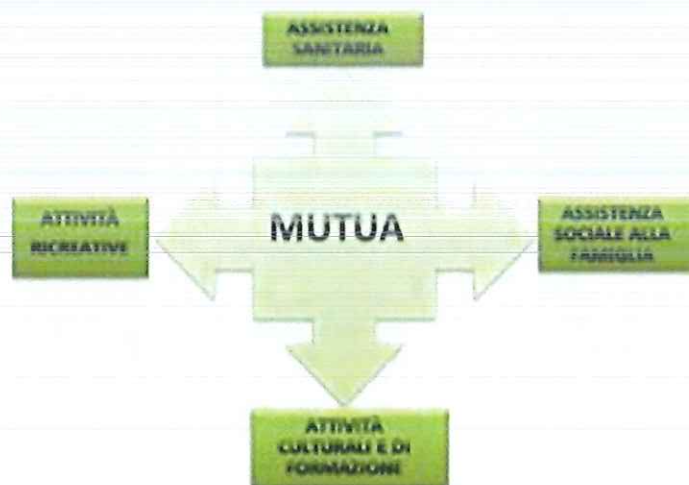 ASSISTENZA
SANITARIA
ATTIVITÀ
RICREATIVE
MUTUA
ASSISTENZA
SOCIALE ALLA
FAMIGLIA
ATTIVITÀ
CULTURALI E DI
FORMAZIONE